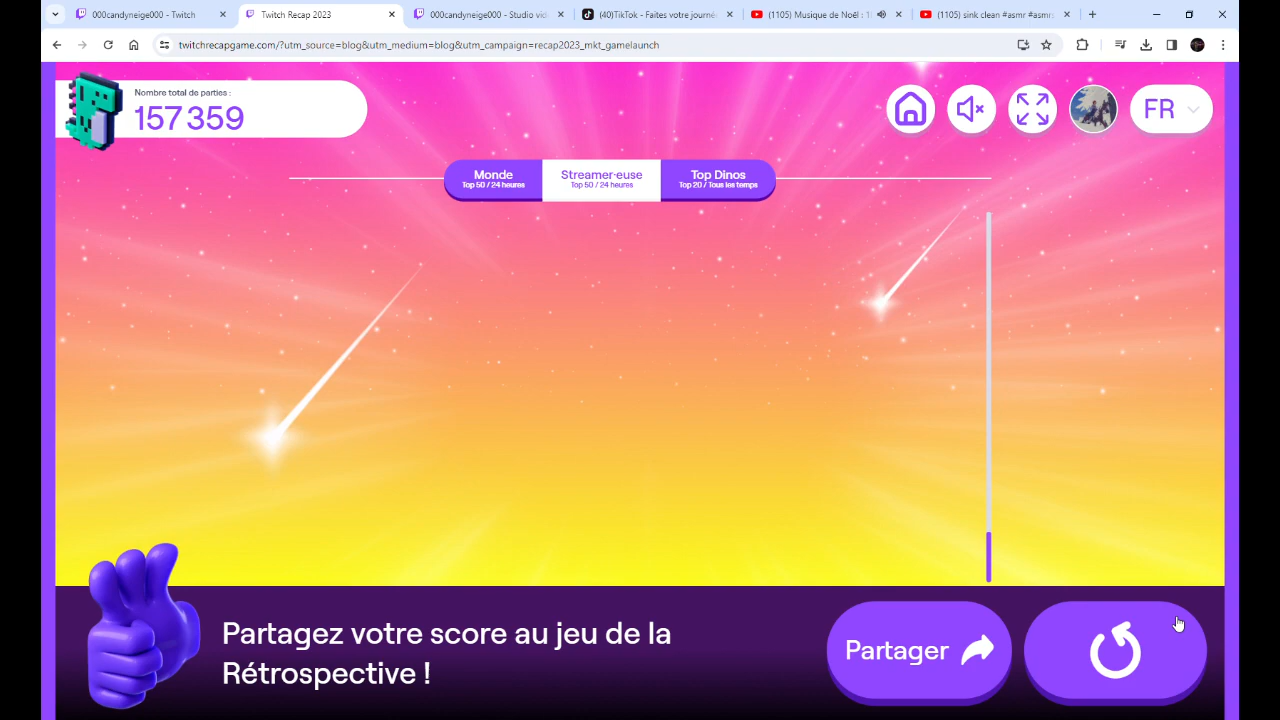 000candyneige000 - Twitch
Twitch Recap 2023
000candyneige000 - Studio vid
(40)TikTok - Faites votre journé
(1105) Musique de Noël : 1
(1105) sink clean #asmr #asmr
twitchrecapgame.com/?utm_source=blog&utm_medium=blog&utm_campaign=recap2023_mkt_gamelaunch
Nombre total de parties :
157 359
FR
Monde
Top 50 / 24 heures
Streamer·euse
Top 50 / 24 heures
Top Dinos
Top 20 / Tous les temps
Partagez votre score au jeu de la
Rétrospective !
Partager